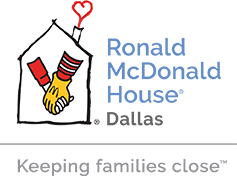 Ronald
McDonald
House®
® Dallas
Keeping families close™